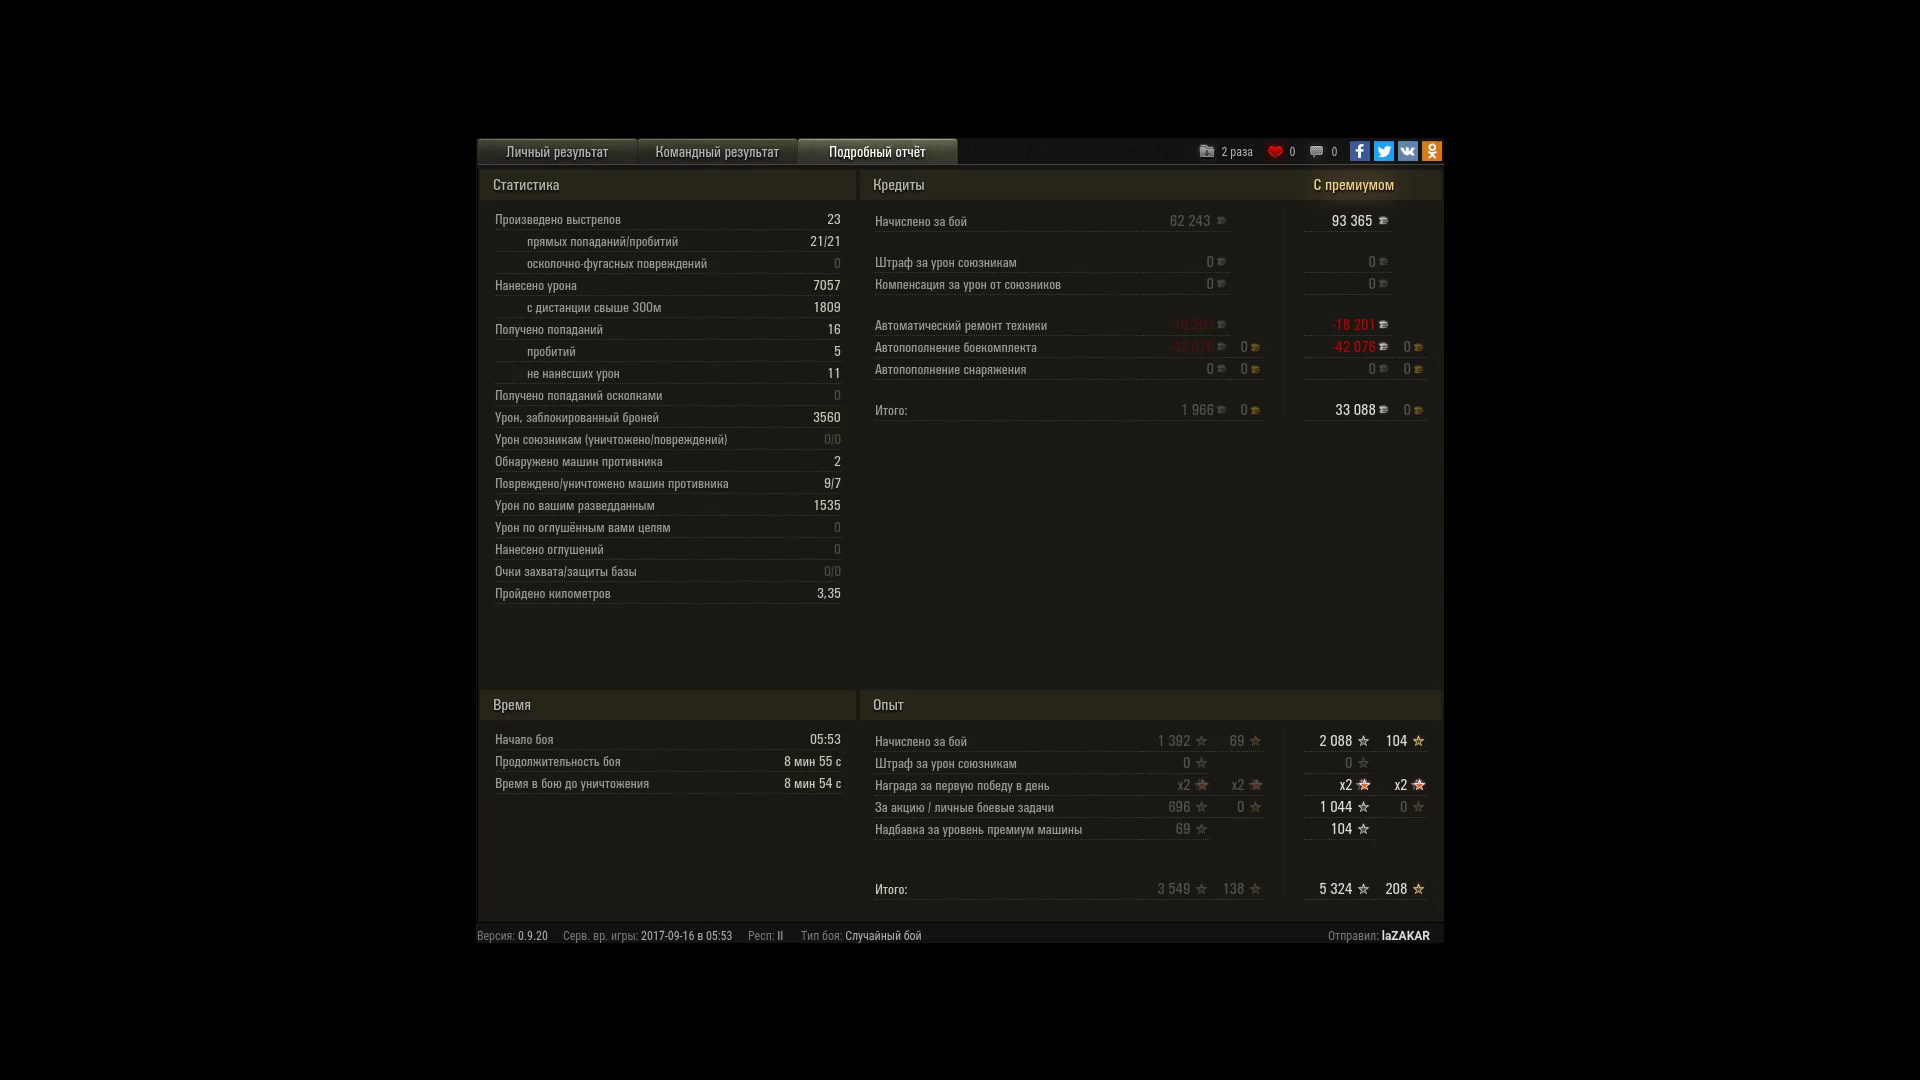 Личный результат Командный результат Подробный отчёт 2 раза 0 0
Статистика
Произведено выстрелов 23
прямых попаданий/пробитий 21/21
осколочно-фугасных повреждений 0
Нанесено урона 7057
с дистанции свыше 300м 1809
Получено попаданий 16
пробитий 5
не нанесших урон 11
Получено попаданий осколками 0
Урон, заблокированный броней 3560
Урон союзникам (уничтожено/повреждений) 0/0
Обнаружено машин противника 2
Повреждено/уничтожено машин противника 9/7
Урон по вашим разведданным 1535
Урон по оглушённым вами целям 0
Нанесено оглушений 0
Очки захвата/защиты базы 0/0
Пройдено километров 3,35
Кредиты С премиумом
Начислено за бой 62 243 93 365
Штраф за урон союзникам 0 0
Компенсация за урон от союзников 0 0
Автоматический ремонт техники -18 201 -18 201
Автопополнение боекомплекта -42 076 0 -42 076 0
Автопополнение снаряжения 0 0 0 0
Итого: 1 966 0 33 088 0
Время
Начало боя 05:53
Продолжительность боя 8 мин 55 с
Время в бою до уничтожения 8 мин 54 с
Опыт
Начислено за бой 1 392 69 2 088 104
Штраф за урон союзникам 0 0
Награда за первую победу в день x2 x2 x2 x2
За акцию / личные боевые задачи 696 0 1 044 0
Надбавка за уровень премиум машины 69 104
Итого: 3 549 138 5 324 208
Версия: 0.9.20 Серв. вр. игры: 2017-09-16 в 05:53 Респ: II Тип боя: Случайный бой Отправил: laZAKAR